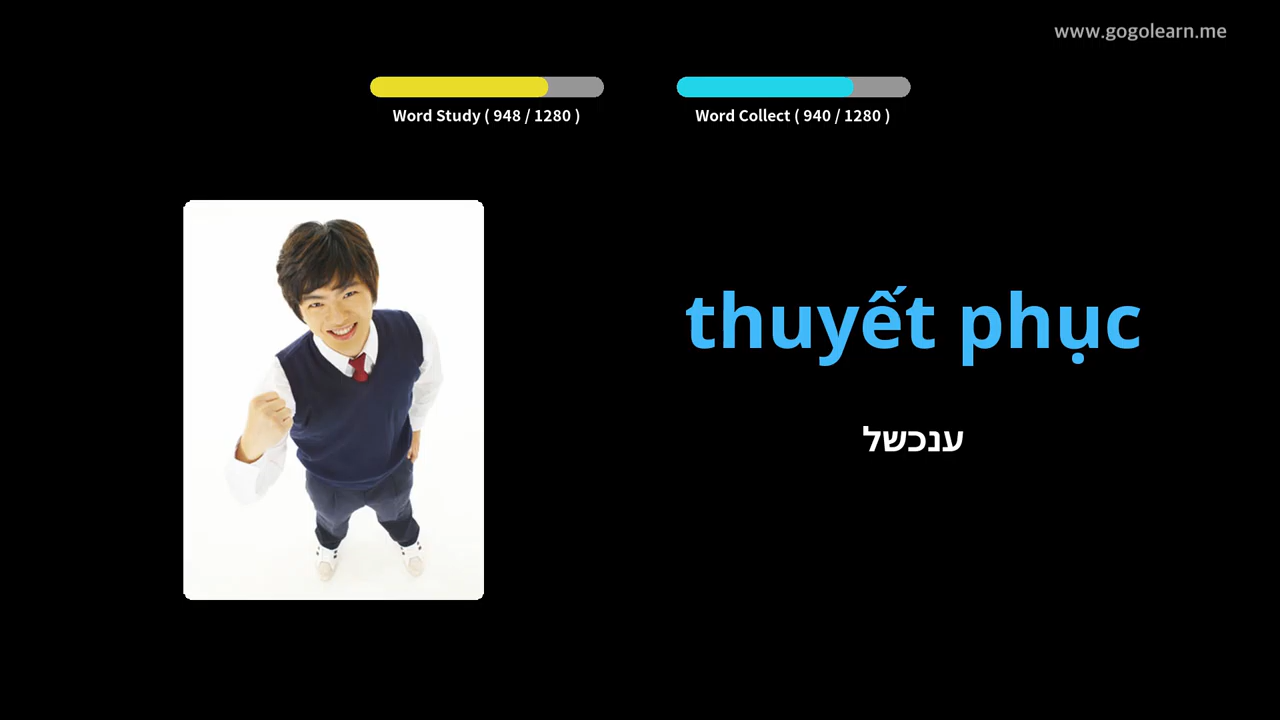 www.gogolearn.me
Word Study ( 948 / 1280 )
Word Collect ( 940 / 1280 )
thuyết phục
ענכשל